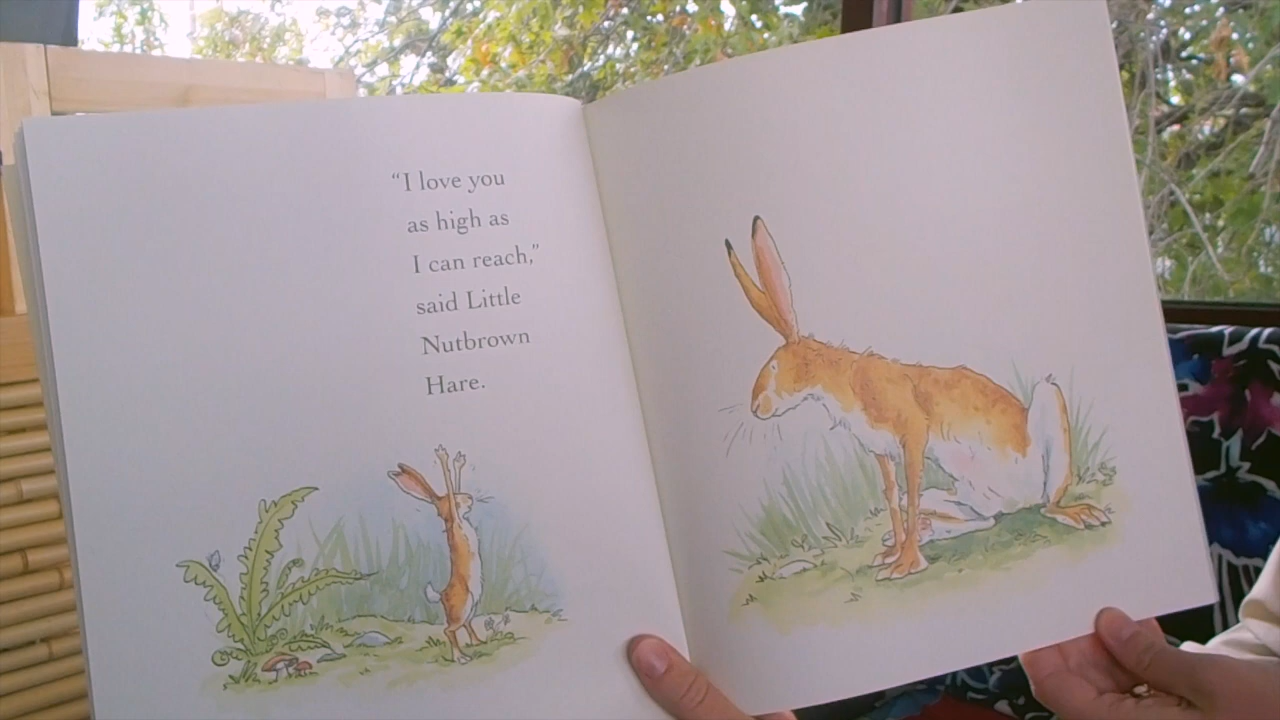 “I love you
as high as
I can reach,”
said Little
Nutbrown
Hare.